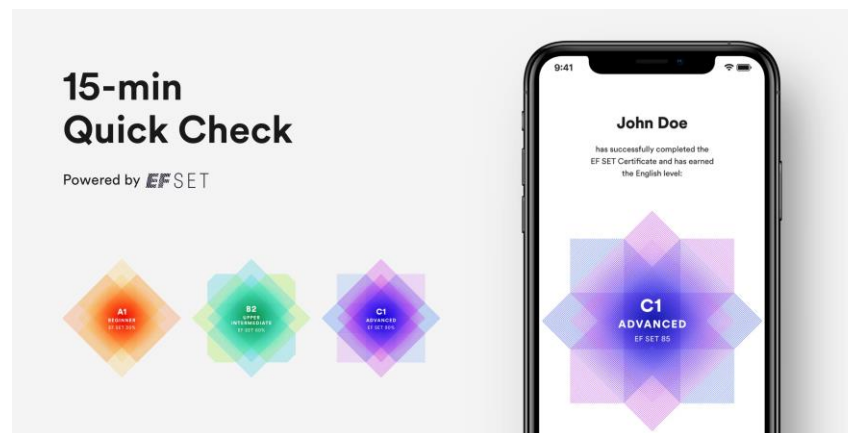 15-min
Quick Check
Powered by EF SET
A1
BEGINNER
B2
UPPER
INTERMEDIATE
C1
ADVANCED
9:41
John Doe
has successfully completed the
EF SET Certificate and has earned
the English level:
C1
ADVANCED
EF SET 85